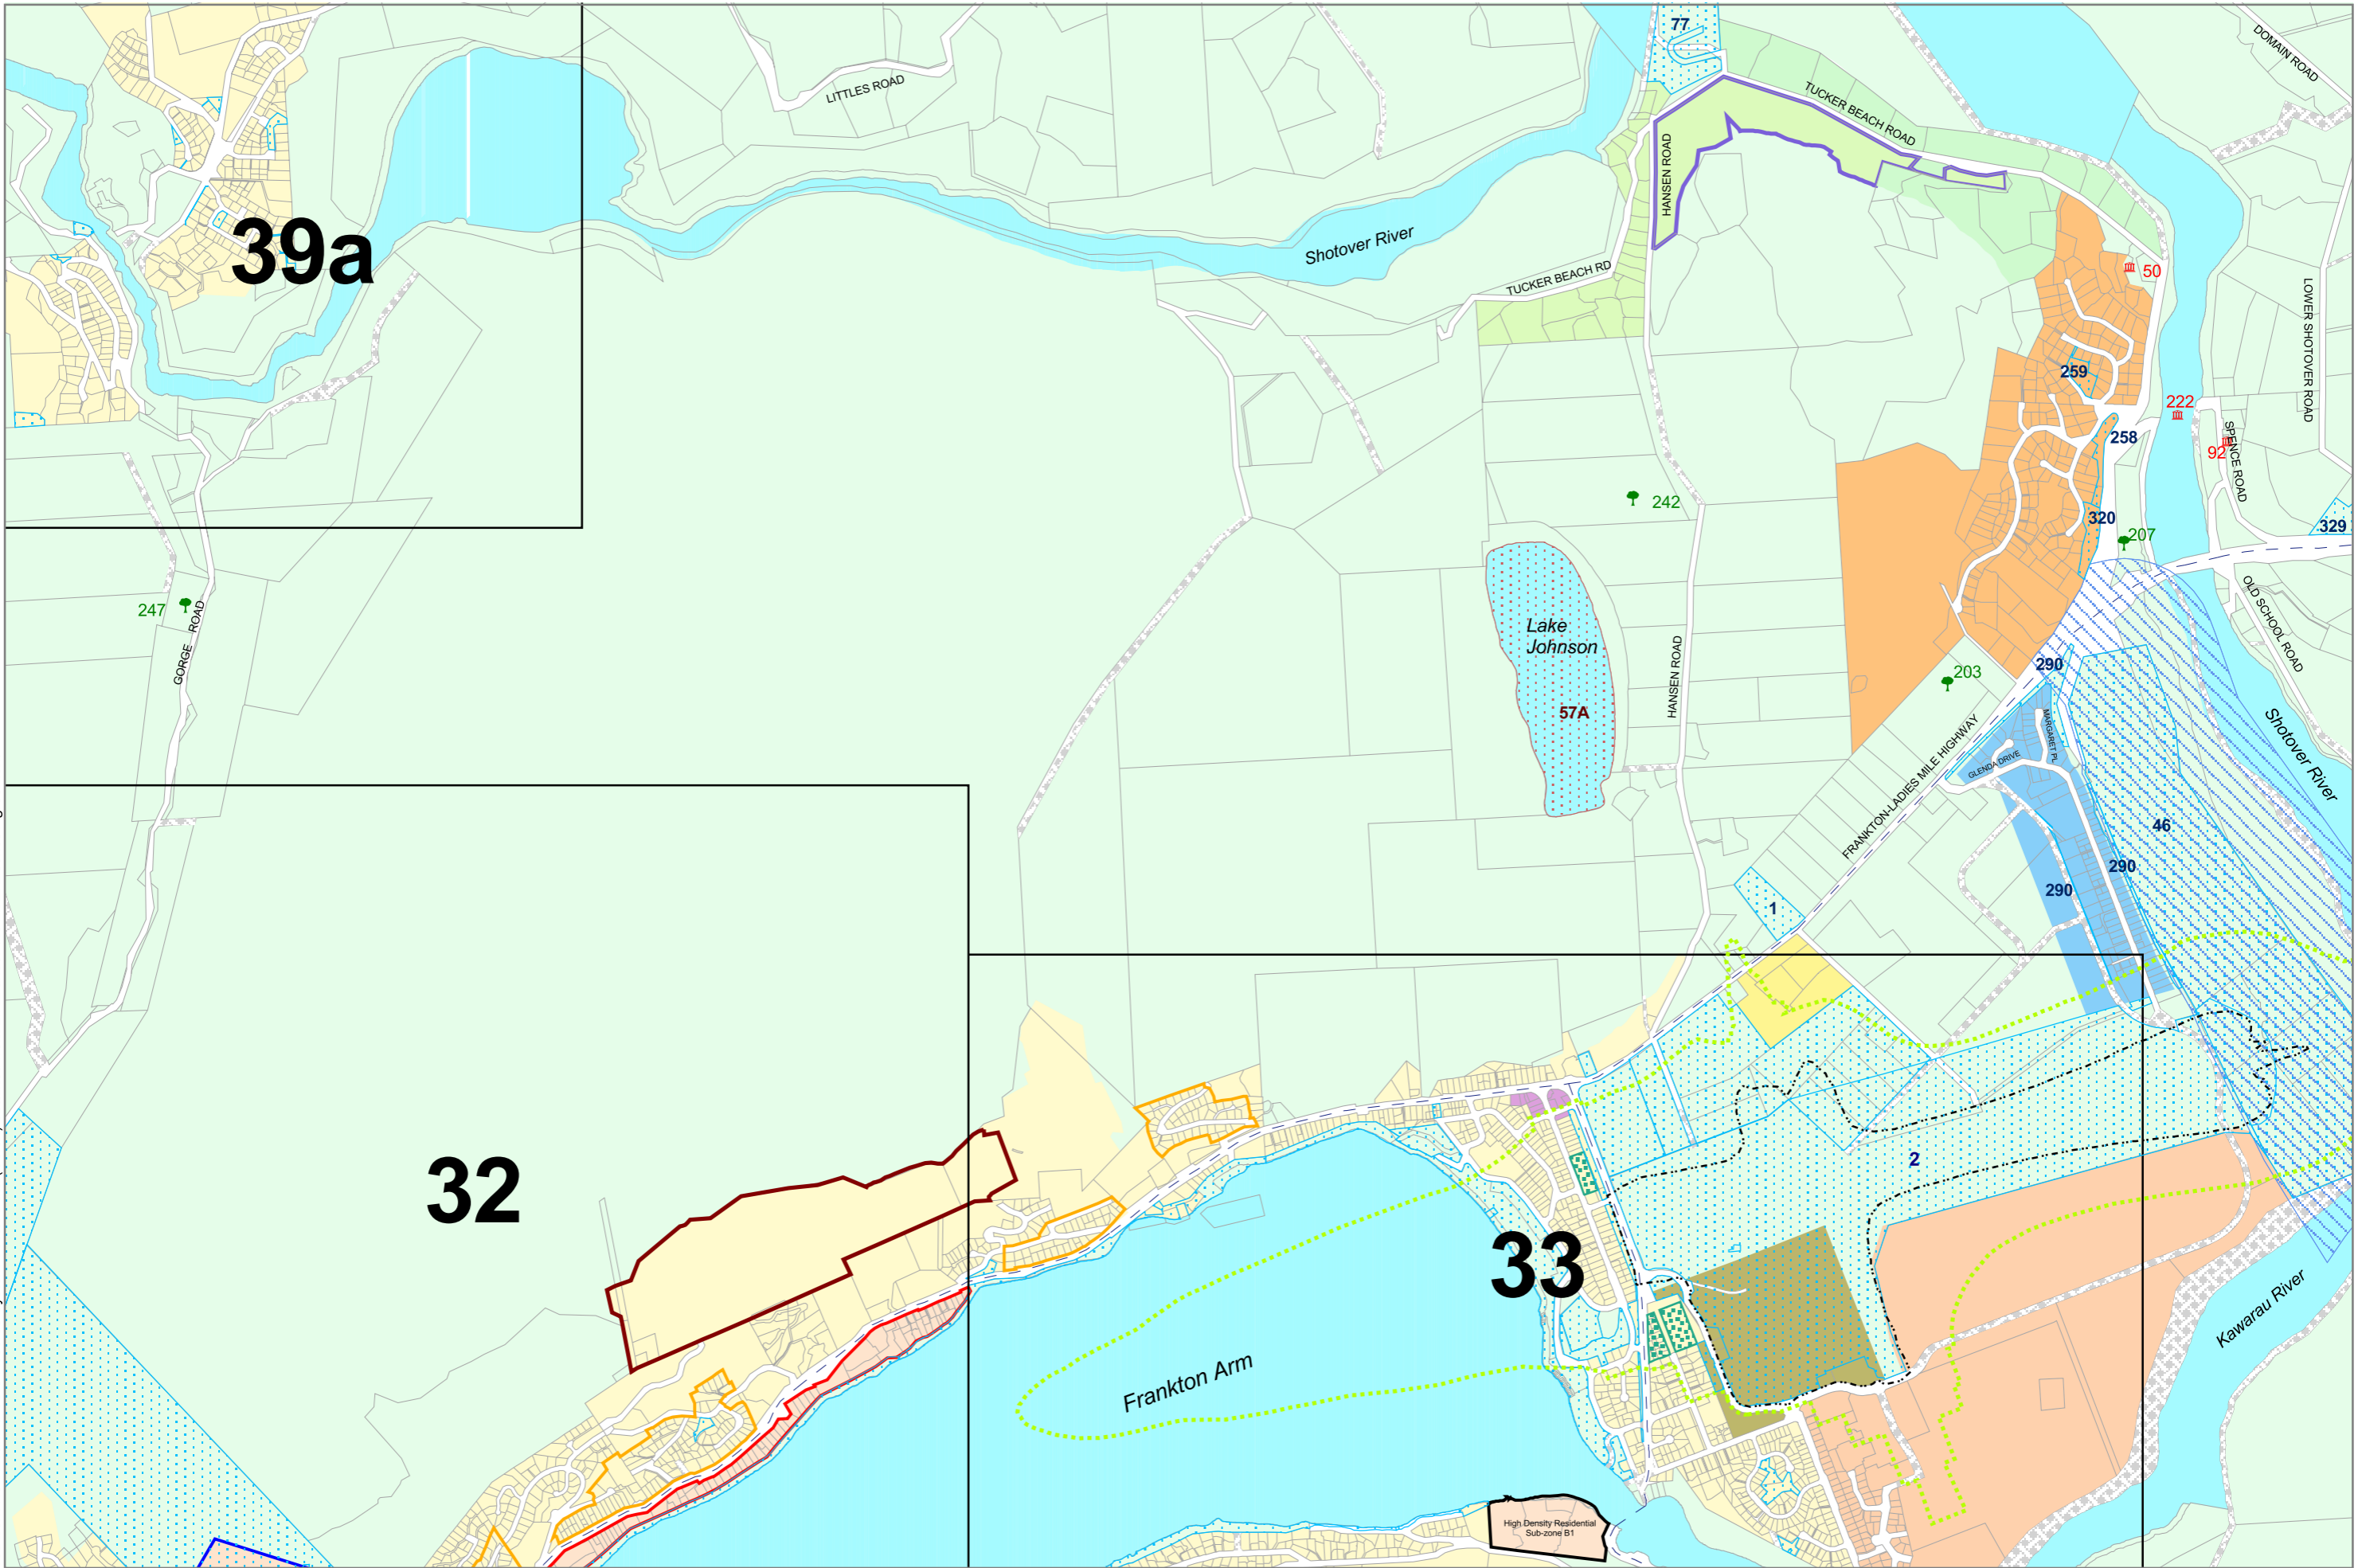 77
DOMAIN ROAD
LITTLES ROAD
TUCKER BEACH ROAD
HANSEN ROAD
39a
Shotover River
TUCKER BEACH RD
50
LOWER SHOTOVER ROAD
259
222
258
92
SPENCE ROAD
242
320
207
329
247
GORGE ROAD
Lake
Johnson
OLD SCHOOL ROAD
HANSEN ROAD
290
203
57A
MARGARET PL
Shotover River
GLENDA DRIVE
FRANKTON-LADIES MILE HIGHWAY
46
290
290
1
32
2
33
Kawarau River
Frankton Arm
High Density Residential
Sub-zone B1